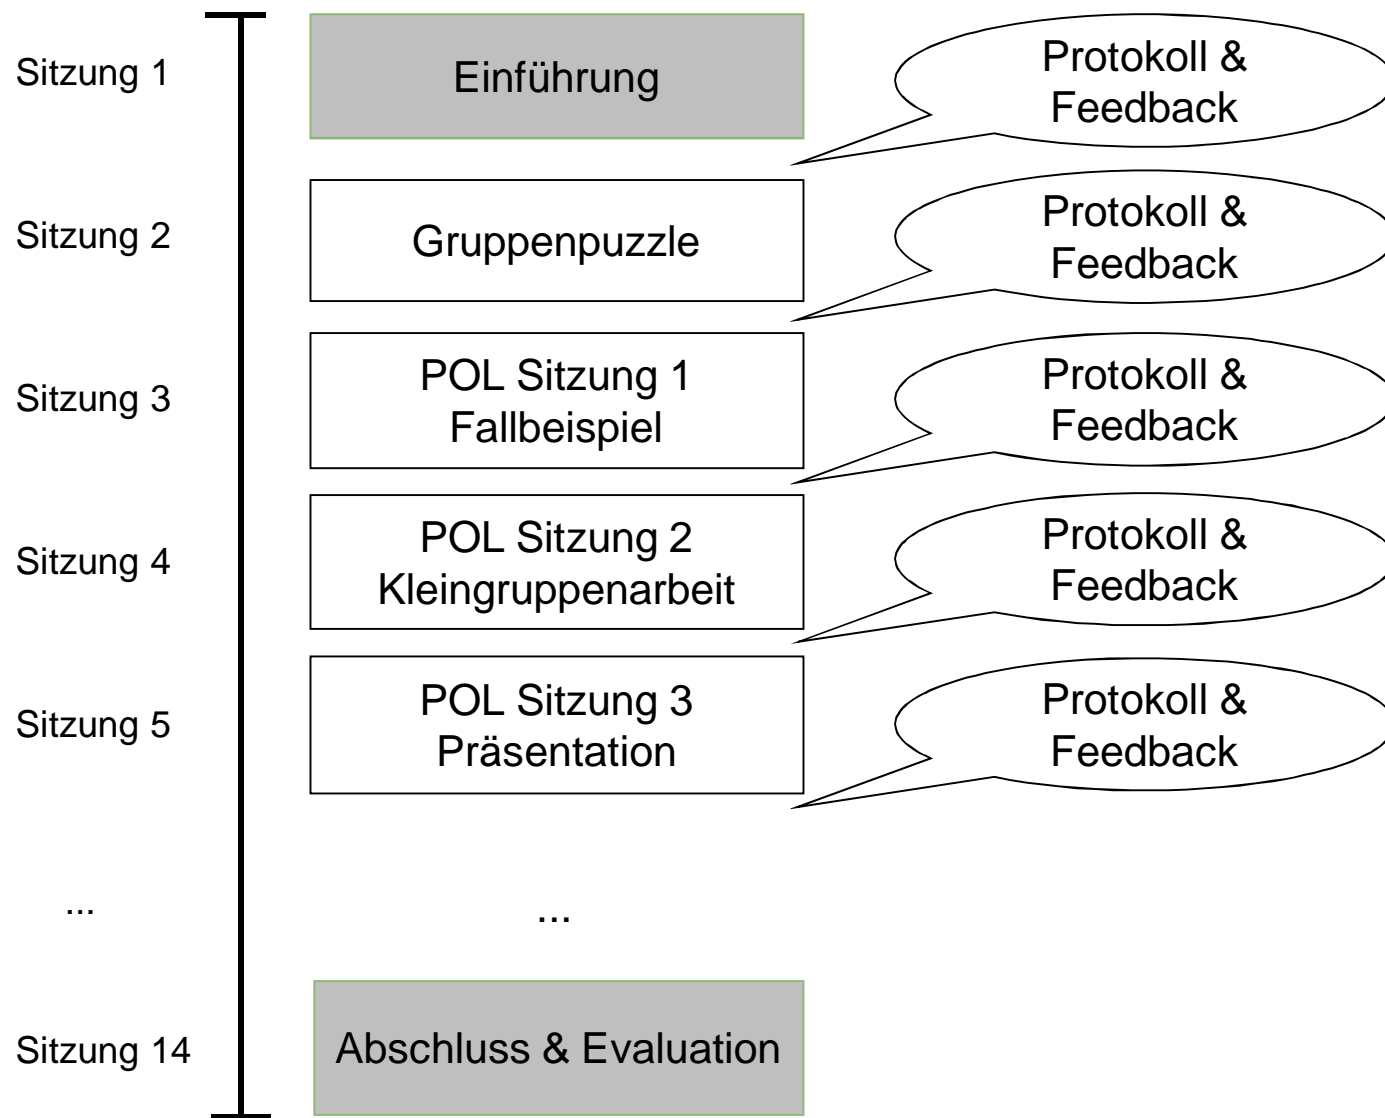 Sitzung 1
Einführung
Protokoll &
Feedback
Sitzung 2
Gruppenpuzzle
Protokoll &
Feedback
Sitzung 3
POL Sitzung 1
Fallbeispiel
Protokoll &
Feedback
Sitzung 4
POL Sitzung 2
Kleingruppenarbeit
Protokoll &
Feedback
Sitzung 5
POL Sitzung 3
Präsentation
Protokoll &
Feedback
...
...
Sitzung 14
Abschluss & Evaluation